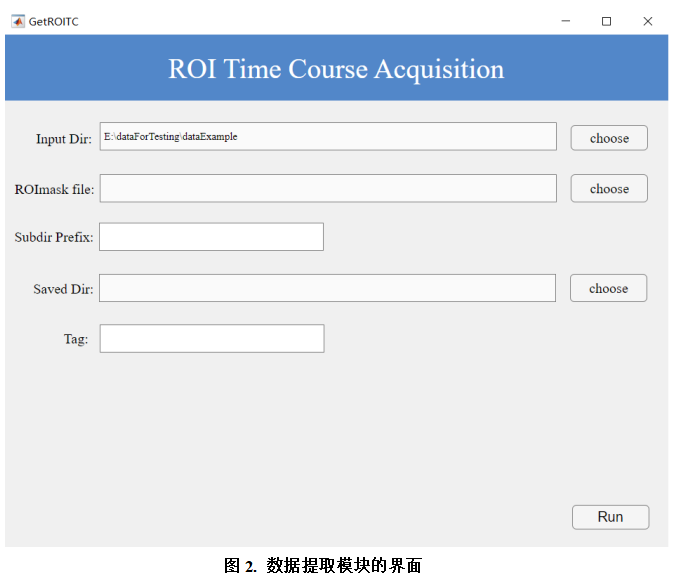 GetROITC
ROI Time Course Acquisition
Input Dir: E:\dataForTesting\dataExample choose
ROImask file: choose
Subdir Prefix:
Saved Dir: choose
Tag:
Run
图 2. 数据提取模块的界面